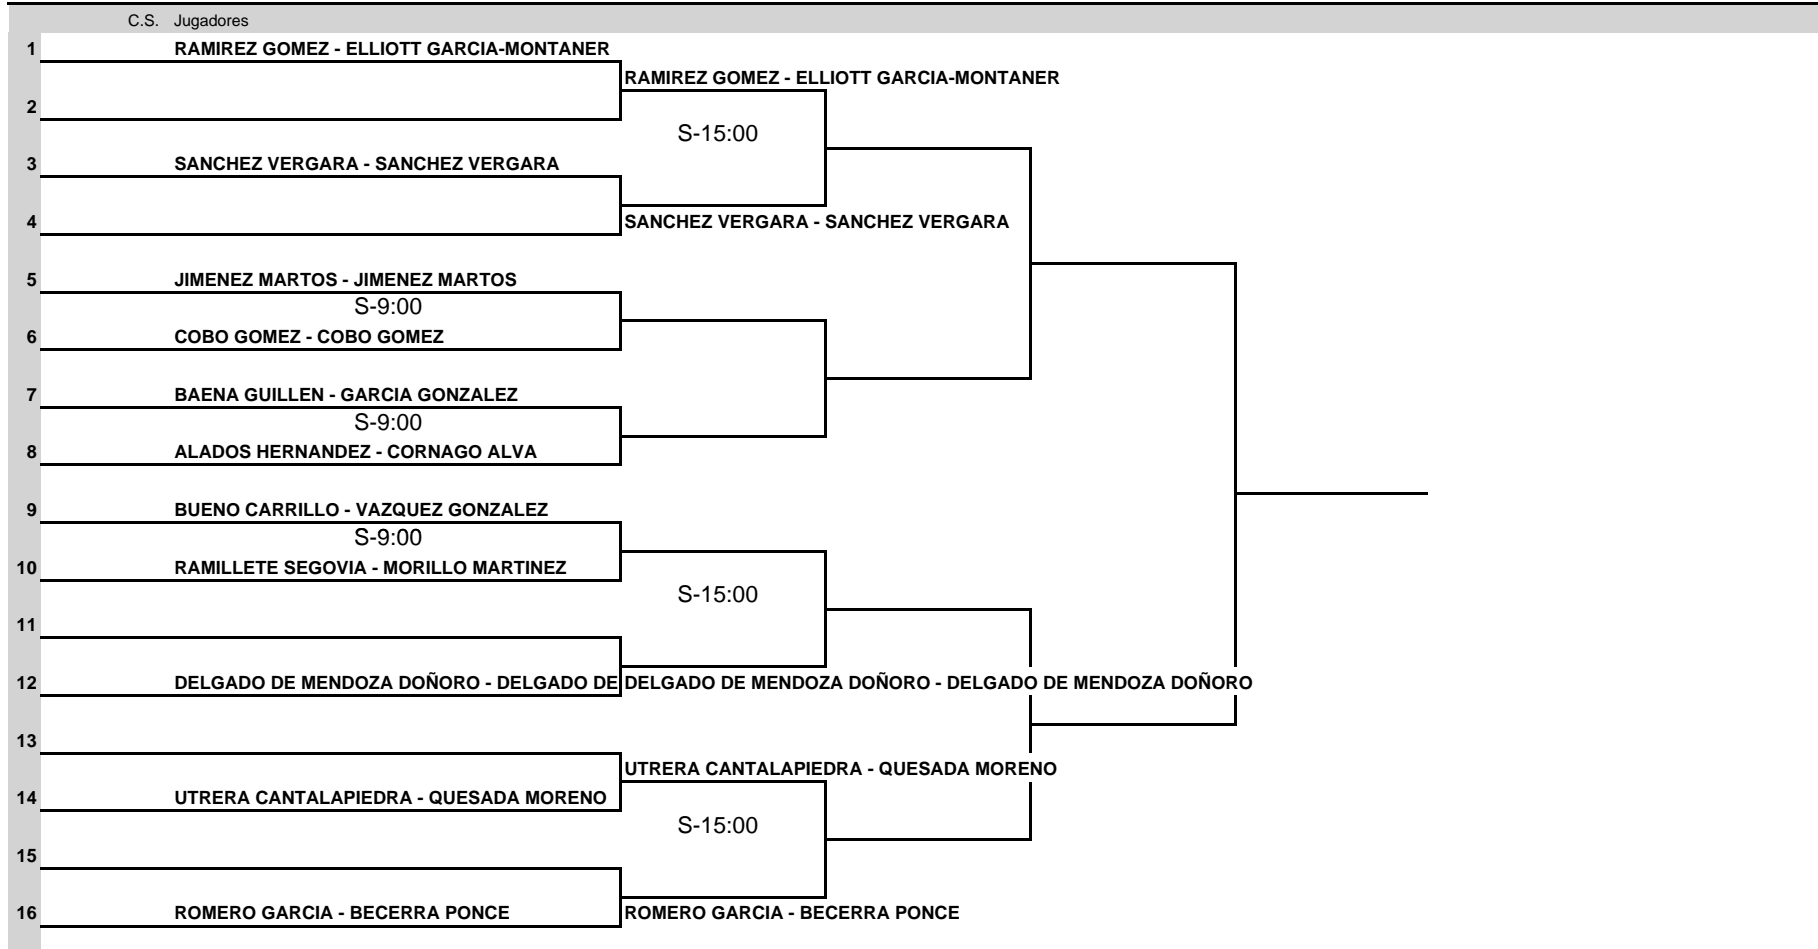 C.S. Jugadores
1 RAMIREZ GOMEZ - ELLIOTT GARCIA-MONTANER
RAMIREZ GOMEZ - ELLIOTT GARCIA-MONTANER
2
S-15:00
3 SANCHEZ VERGARA - SANCHEZ VERGARA
4 SANCHEZ VERGARA - SANCHEZ VERGARA
5 JIMENEZ MARTOS - JIMENEZ MARTOS
S-9:00
6 COBO GOMEZ - COBO GOMEZ
7 BAENA GUILLEN - GARCIA GONZALEZ
S-9:00
8 ALADOS HERNANDEZ - CORNAGO ALVA
9 BUENO CARRILLO - VAZQUEZ GONZALEZ
S-9:00
10 RAMILLETE SEGOVIA - MORILLO MARTINEZ
S-15:00
11
12 DELGADO DE MENDOZA DOÑORO - DELGADO DE DELGADO DE MENDOZA DOÑORO - DELGADO DE MENDOZA DOÑORO
13
UTRERA CANTALAPIEDRA - QUESADA MORENO
14 UTRERA CANTALAPIEDRA - QUESADA MORENO
S-15:00
15
16 ROMERO GARCIA - BECERRA PONCE ROMERO GARCIA - BECERRA PONCE